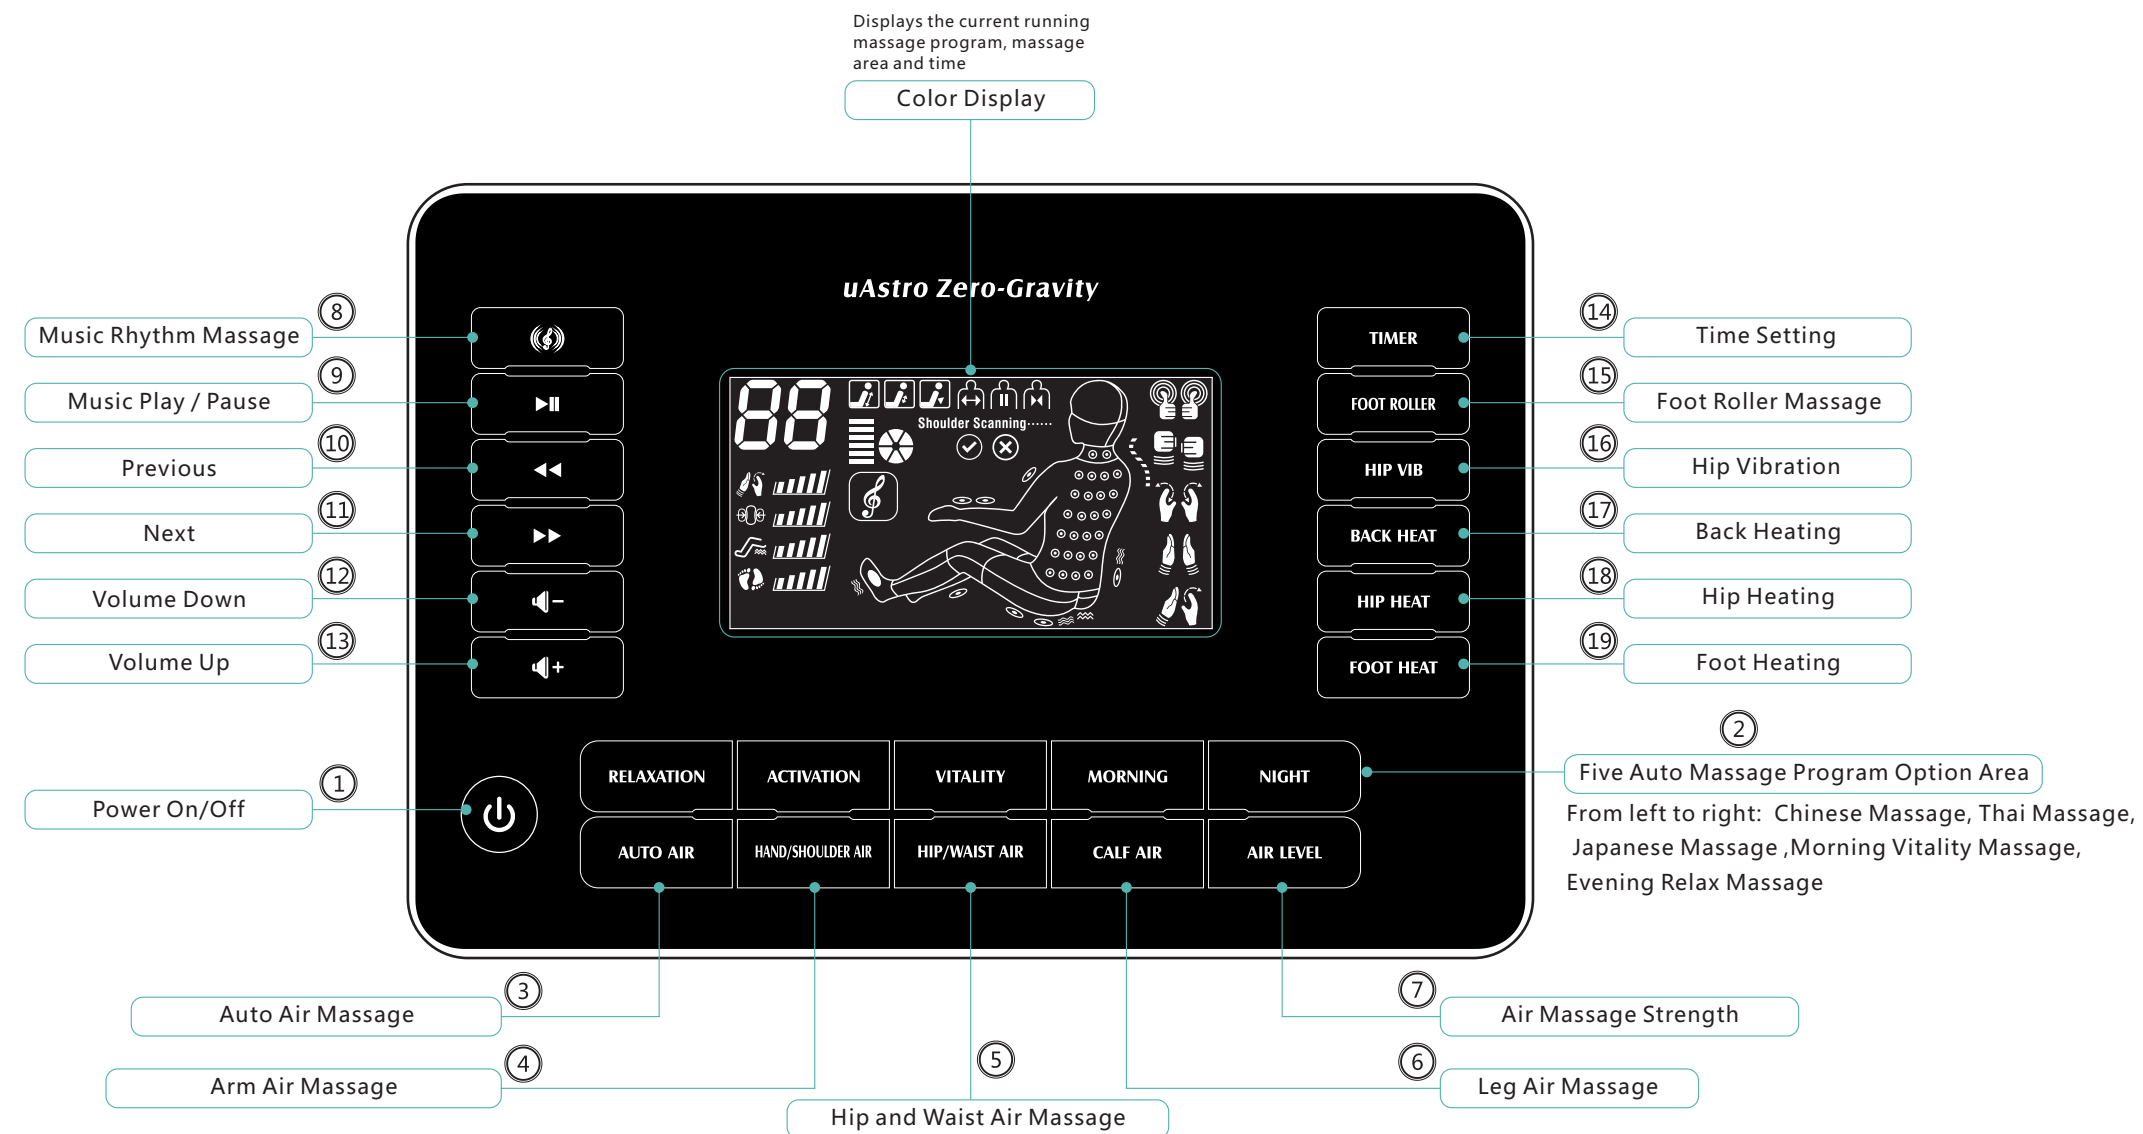 Displays the current running
massage program, massage
area and time
Color Display
uAstro Zero-Gravity
8
Music Rhythm Massage
9
Music Play / Pause
10
Previous
11
Next
12
Volume Down
13
Volume Up
1
Power On/Off
88
Shoulder Scanning······
TIMER
FOOT ROLLER
HIP VIB
BACK HEAT
HIP HEAT
FOOT HEAT
14
Time Setting
15
Foot Roller Massage
16
Hip Vibration
17
Back Heating
18
Hip Heating
19
Foot Heating
RELAXATION ACTIVATION VITALITY MORNING NIGHT
AUTO AIR HAND/SHOULDER AIR HIP/WAIST AIR CALF AIR AIR LEVEL
2
Five Auto Massage Program Option Area
From left to right: Chinese Massage, Thai Massage,
Japanese Massage ,Morning Vitality Massage,
Evening Relax Massage
3
Auto Air Massage
4
Arm Air Massage
5
Hip and Waist Air Massage
6
Leg Air Massage
7
Air Massage Strength